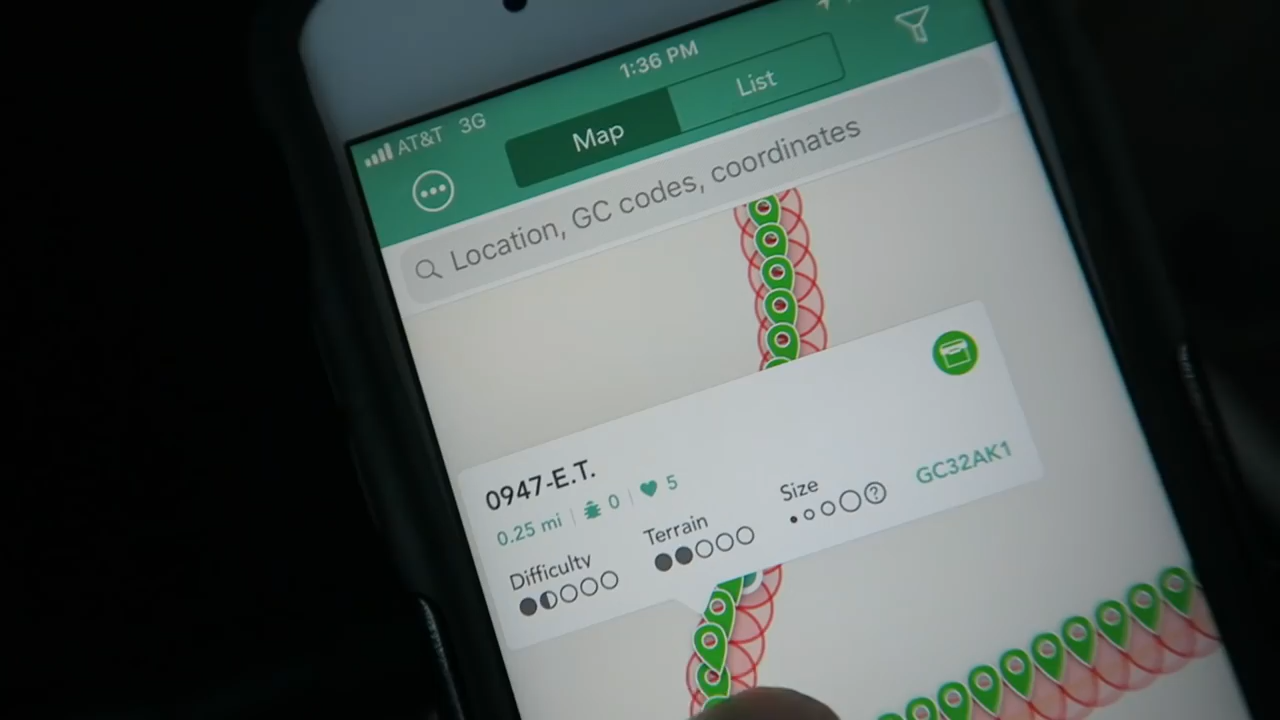 1:36 PM
AT&T 3G
Map List
Location, GC codes, coordinates
0947-E.T.
0.25 mi | 0 | 5
GC32AK1
Difficulty Terrain Size
?